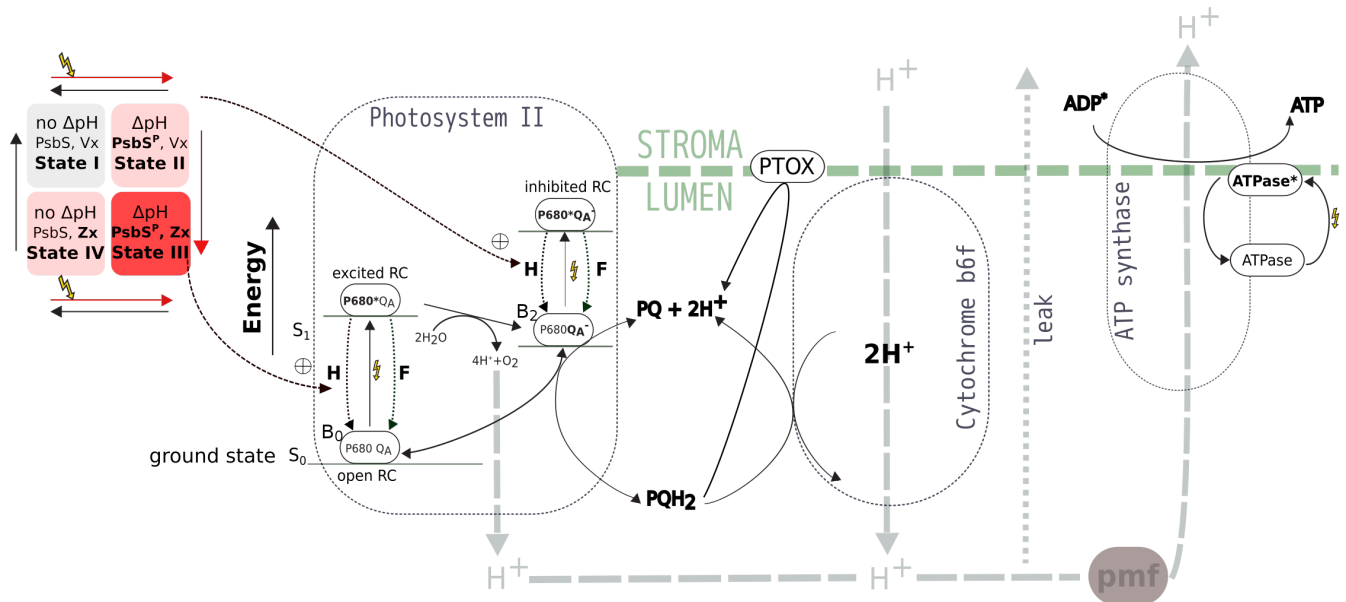 no ΔpH
PsbS, Vx
State I
ΔpH
PsbSᴾ, Vx
State II
no ΔpH
PsbS, Zx
State IV
ΔpH
PsbSᴾ, Zx
State III
Photosystem II
Energy
inhibited RC
P680*QA⁻
H
F
B2
P680QA⁻
excited RC
P680*QA
S1
2H2O
4H⁺+O2
H
F
B0
P680 QA
ground state
S0
open RC
H⁺
STROMA
LUMEN
PTOX
PQ + 2H⁺
PQH2
H⁺
2H⁺
Cytochrome b6f
H⁺
leak
pmf
H⁺
ADP*
ATP
ATP synthase
ATPase*
ATPase